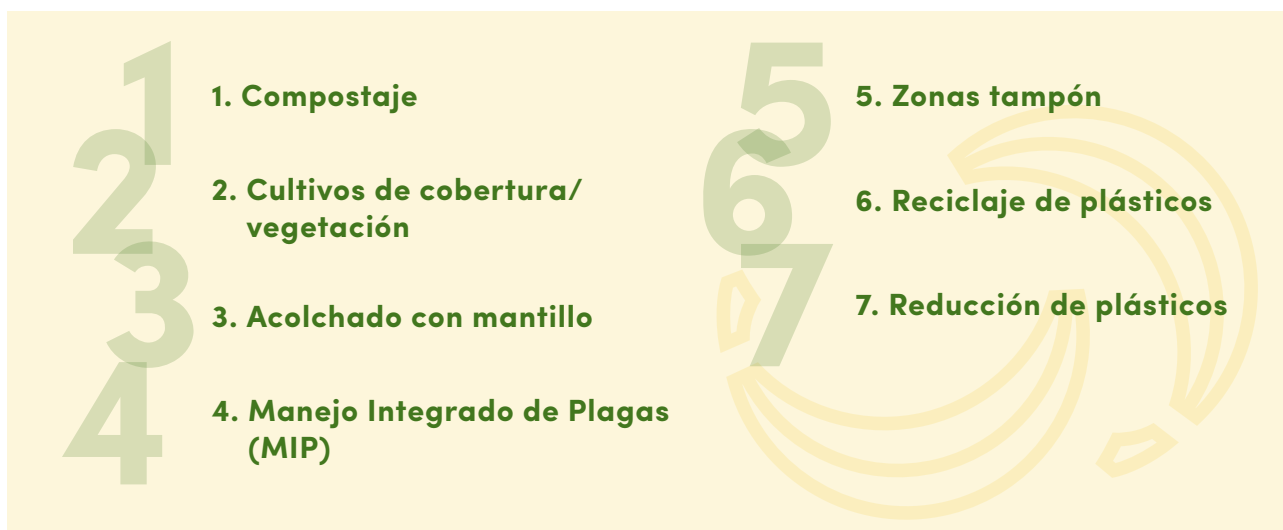 1. Compostaje
2. Cultivos de cobertura/
vegetación
3. Acolchado con mantillo
4. Manejo Integrado de Plagas
(MIP)
5. Zonas tampón
6. Reciclaje de plásticos
7. Reducción de plásticos